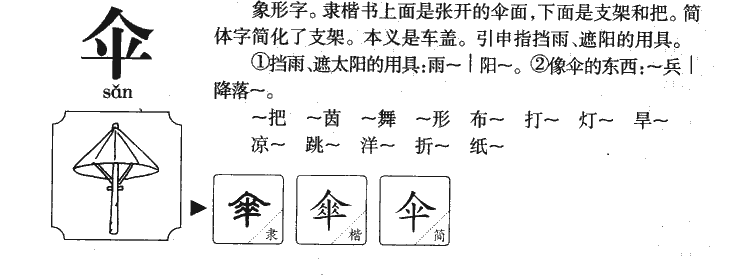 伞
sǎn
象形字。隶楷书上面是张开的伞面，下面是支架和把。简
体字简化了支架。本义是车盖。引申指挡雨、遮阳的用具。
①挡雨、遮太阳的用具：雨～｜阳～。②像伞的东西：～兵｜
降落～。
～把 ～茵 ～舞 ～形 布～ 打～ 灯～ 旱～
凉～ 跳～ 洋～ 折～ 纸～
傘 隶 傘 楷 伞 简